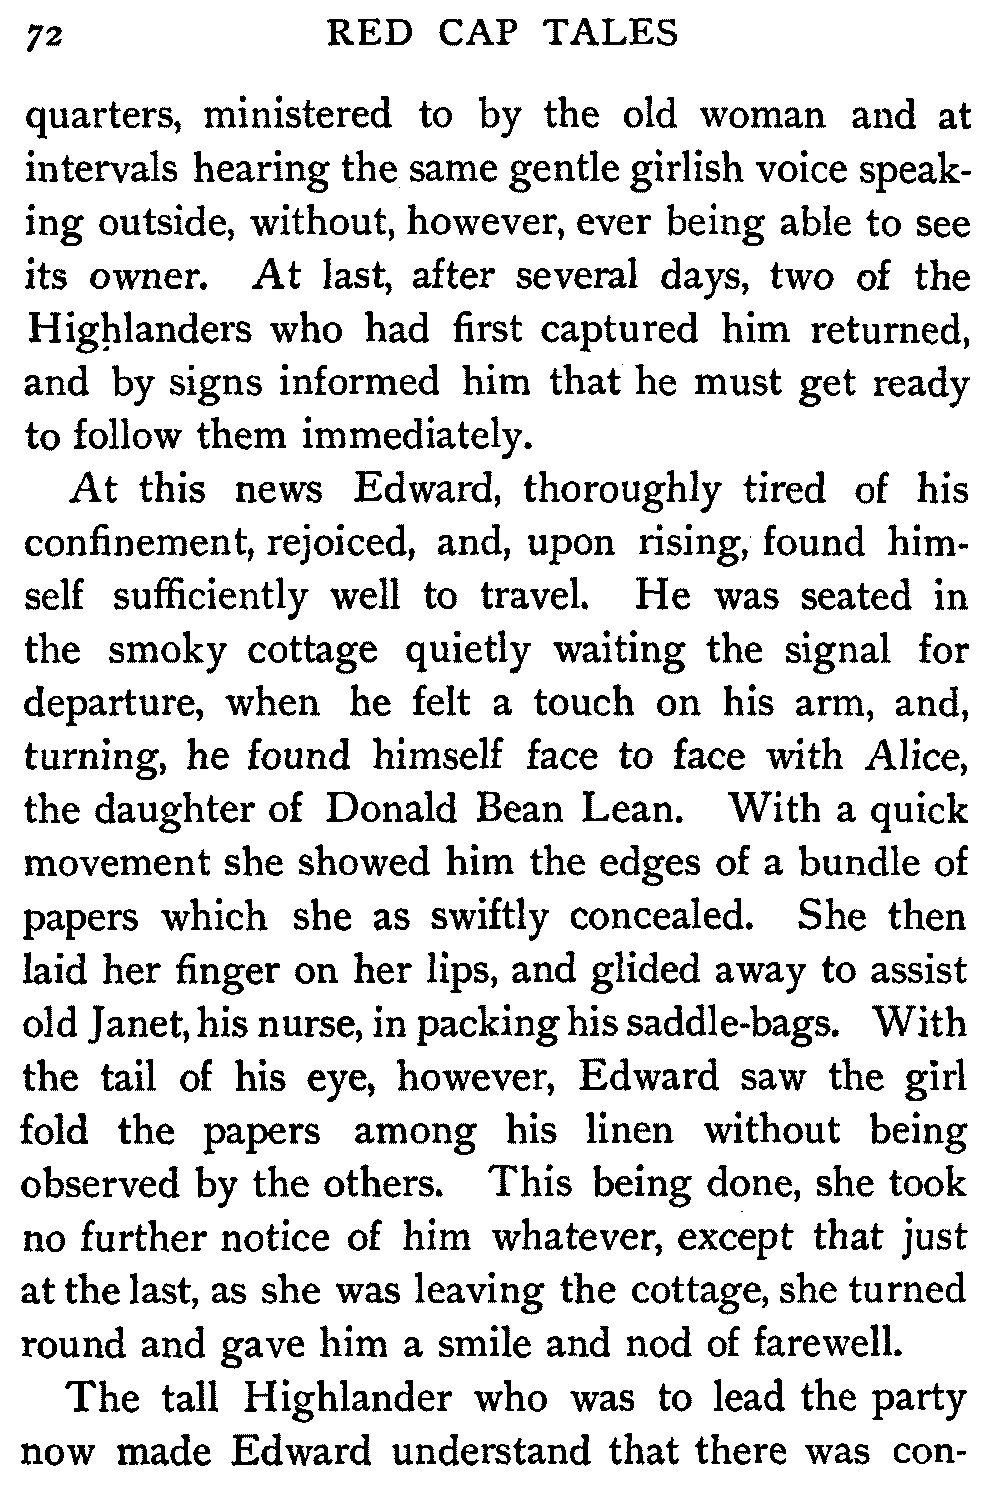 72 RED CAP TALES
quarters, ministered to by the old woman and at
intervals hearing the same gentle girlish voice speak-
ing outside, without, however, ever being able to see
its owner. At last, after several days, two of the
Highlanders who had first captured him returned,
and by signs informed him that he must get ready
to follow them immediately.
At this news Edward, thoroughly tired of his
confinement, rejoiced, and, upon rising, found him-
self sufficiently well to travel. He was seated in
the smoky cottage quietly waiting the signal for
departure, when he felt a touch on his arm, and,
turning, he found himself face to face with Alice,
the daughter of Donald Bean Lean. With a quick
movement she showed him the edges of a bundle of
papers which she as swiftly concealed. She then
laid her finger on her lips, and glided away to assist
old Janet, his nurse, in packing his saddle-bags. With
the tail of his eye, however, Edward saw the girl
fold the papers among his linen without being
observed by the others. This being done, she took
no further notice of him whatever, except that just
at the last, as she was leaving the cottage, she turned
round and gave him a smile and nod of farewell.
The tall Highlander who was to lead the party
now made Edward understand that there was con-